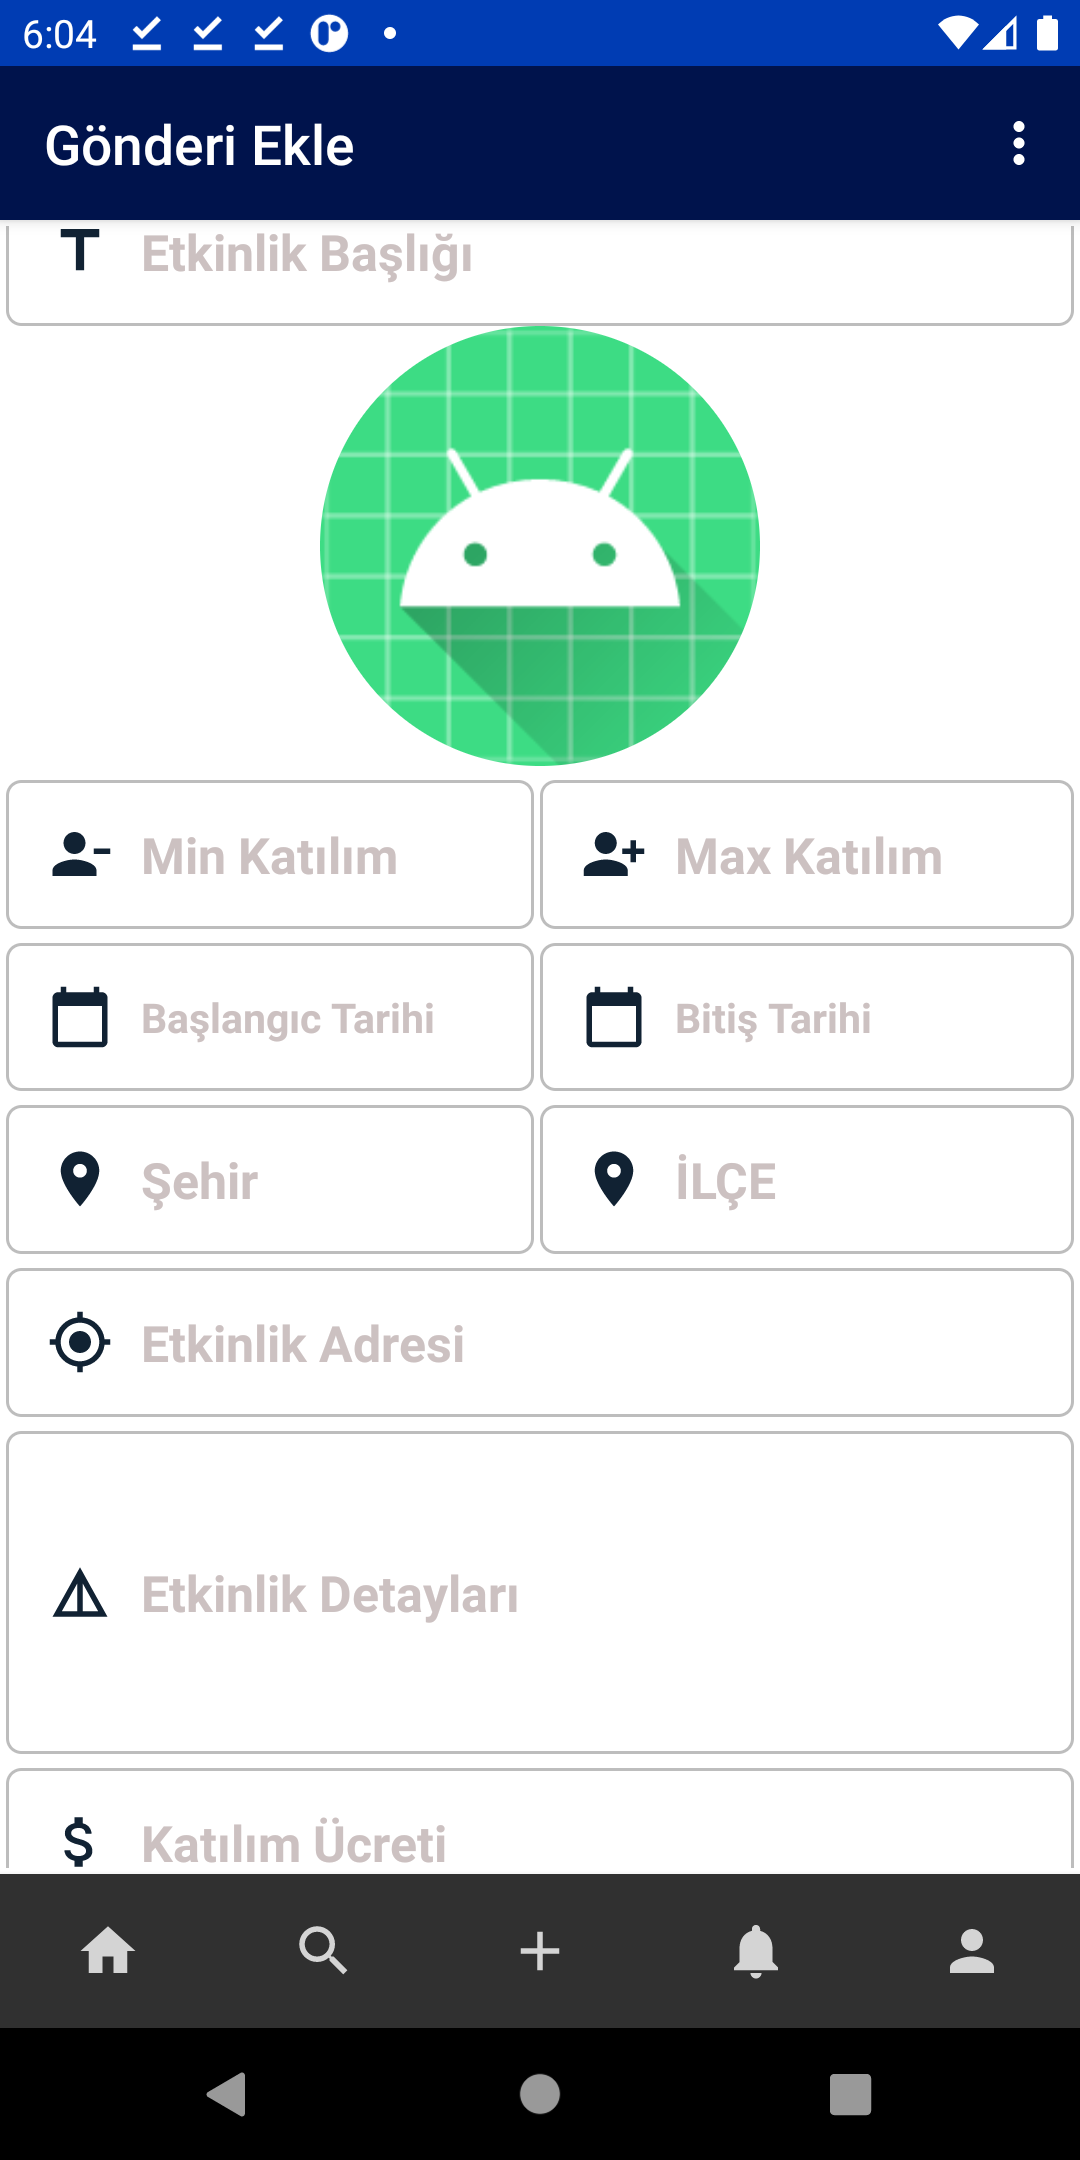 6:04
Gönderi Ekle
Etkinlik Başlığı
Min Katılım
Max Katılım
Başlangıc Tarihi
Bitiş Tarihi
Şehir
İLÇE
Etkinlik Adresi
Etkinlik Detayları
Katılım Ücreti